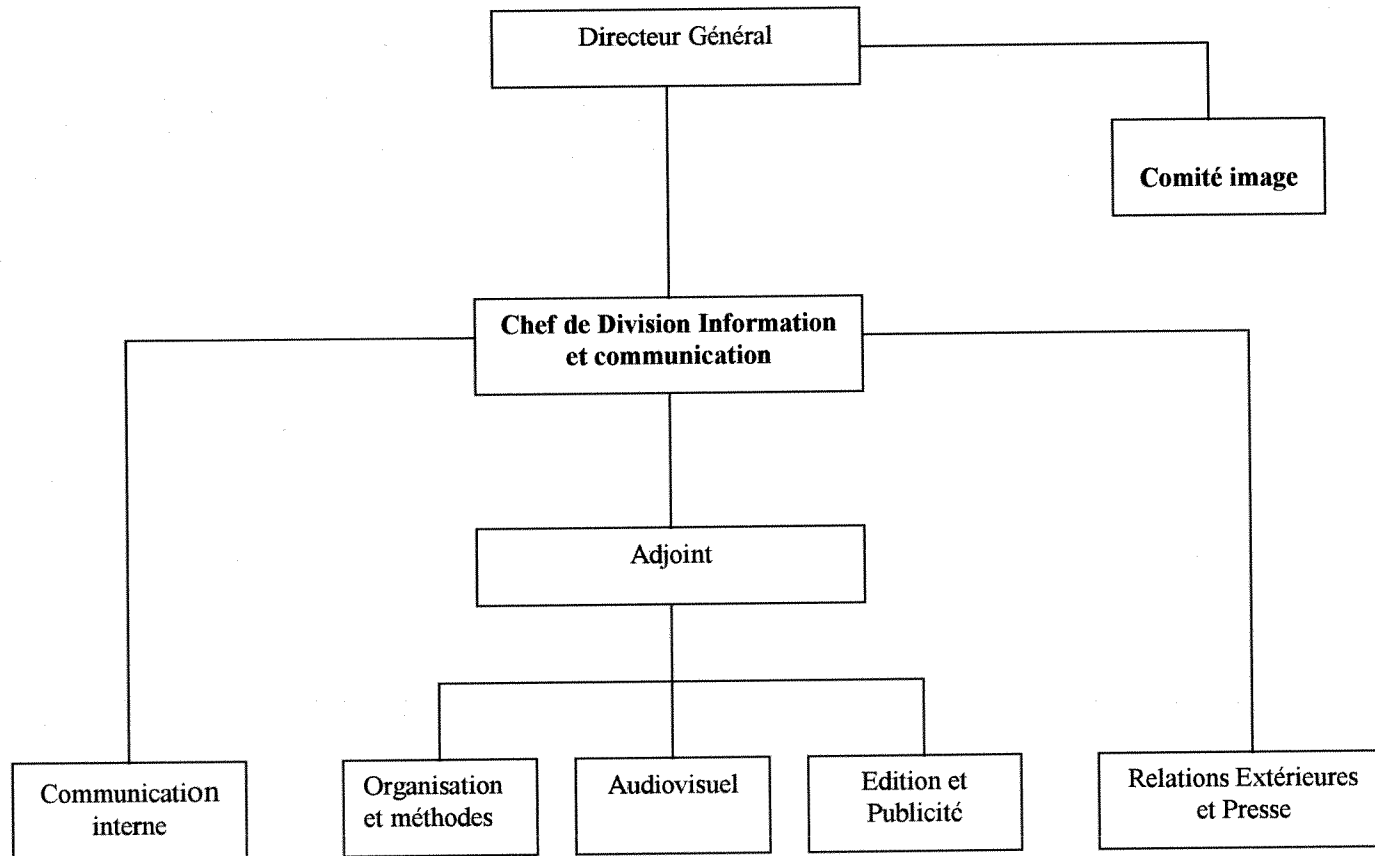 Directeur Général
Comité image
Chef de Division Information
et communication
Adjoint
Communication
interne
Organisation
et méthodes
Audiovisuel
Edition et
Publicité
Relations Extérieures
et Presse